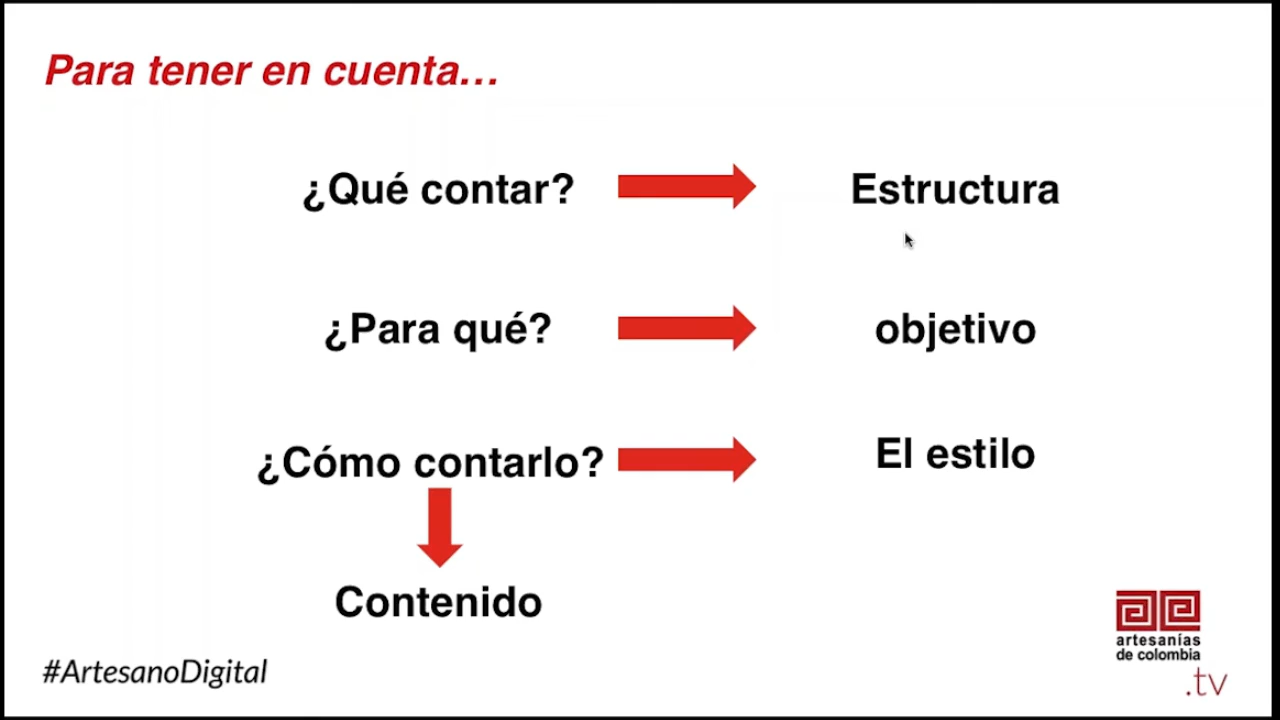 Para tener en cuenta...
¿Qué contar? Estructura
¿Para qué? objetivo
¿Cómo contarlo? El estilo
Contenido
#ArtesanoDigital
artesanías
de colombia
.tv